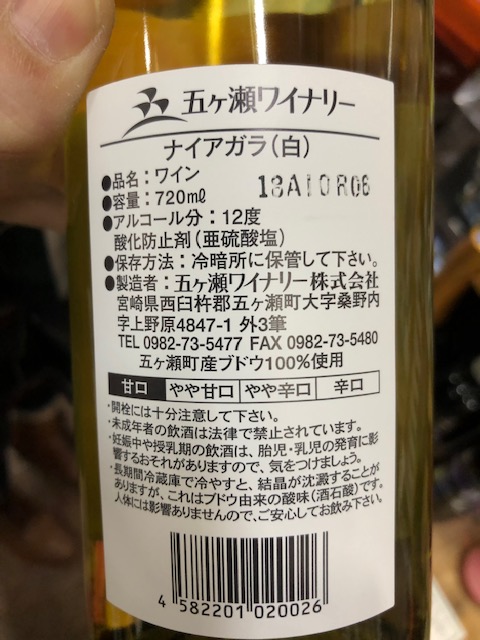 五ヶ瀬ワイナリー
ナイアガラ(白)
●品名：ワイン
●容量：720mℓ 18A10R06
●アルコール分：12度
酸化防止剤(亜硫酸塩)
●保存方法：冷暗所に保管して下さい。
●製造者：五ヶ瀬ワイナリー株式会社
宮崎県西臼杵郡五ヶ瀬町大字桑野内
字上野原4847-1 外3筆
TEL 0982-73-5477 FAX 0982-73-5480
五ヶ瀬町産ブドウ100%使用
甘口 やや甘口 やや辛口 辛口
・開栓には十分注意して下さい。
・未成年者の飲酒は法律で禁止されています。
・妊娠中や授乳期の飲酒は、胎児・乳児の発育に影
響するおそれがありますので、気をつけましょう。
・長期間冷蔵庫で冷やすと、結晶が沈澱することが
ありますが、これはブドウ由来の酸味(酒石酸)です。
人体には影響ありませんので、ご安心してお飲み下さい。
4 582201 020026